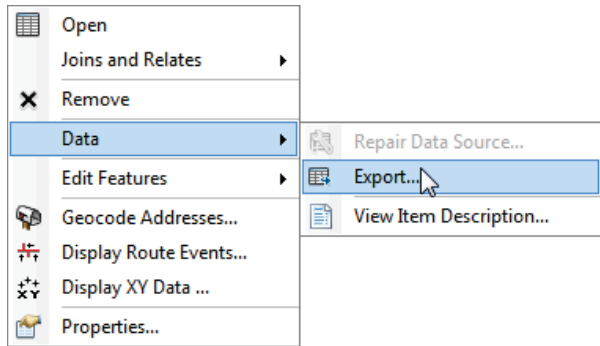 Open
Joins and Relates
Remove
Data
Edit Features
Geocode Addresses...
Display Route Events...
Display XY Data ...
Properties...
Repair Data Source...
Export...
View Item Description...